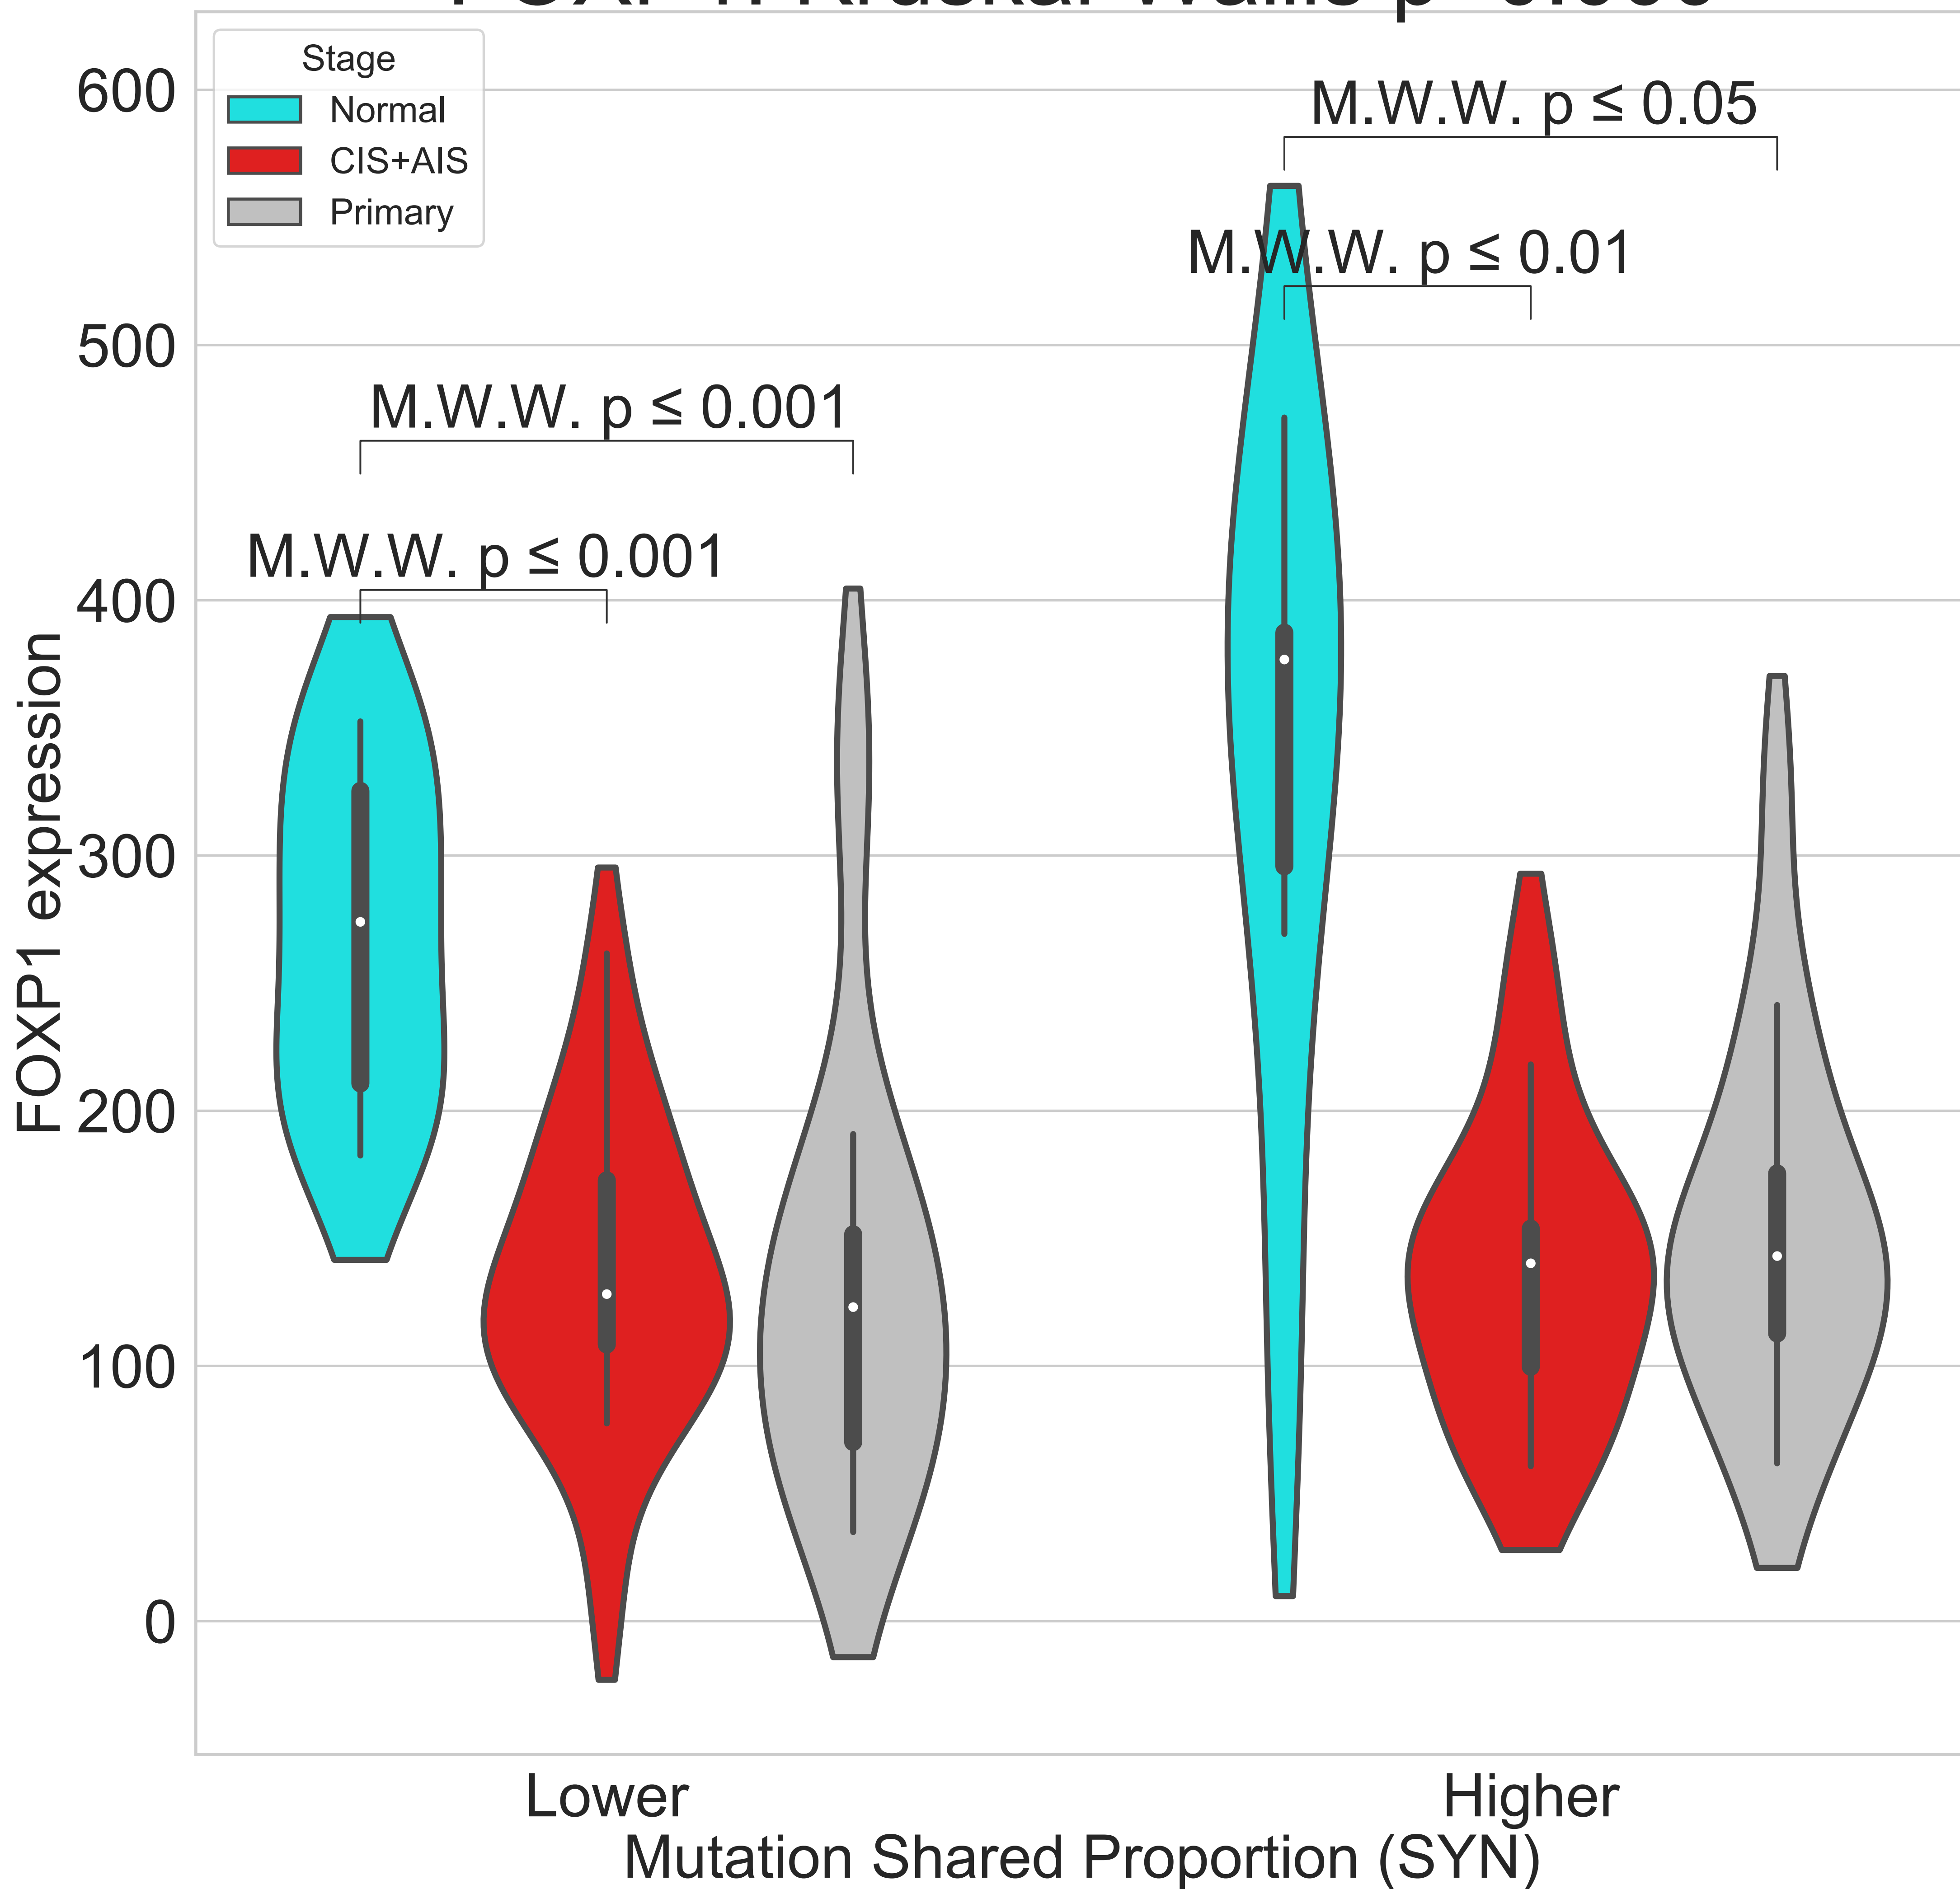 Stage
Normal
CIS+AIS
Primary
M.W.W. p ≤ 0.05
M.W.W. p ≤ 0.01
M.W.W. p ≤ 0.001
M.W.W. p ≤ 0.001
600
500
400
300
200
100
0
FOXP1 expression
Lower
Higher
Mutation Shared Proportion (SYN)